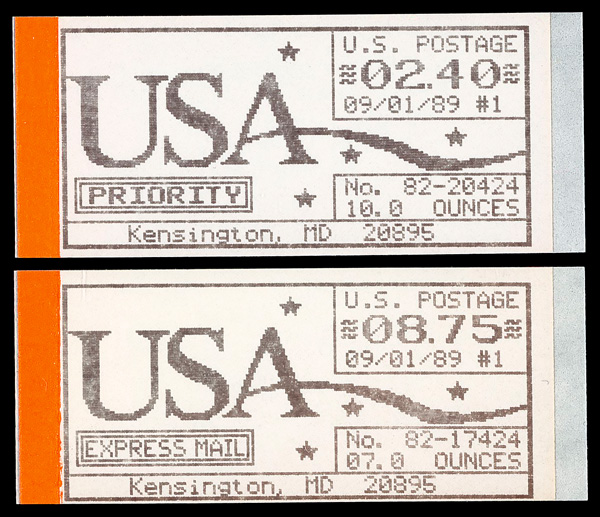 U.S. POSTAGE
02.40
09/01/89 #1
USA
PRIORITY
No. 82-20424
10.0 OUNCES
Kensington, MD 20895
U.S. POSTAGE
08.75
09/01/89 #1
USA
EXPRESS MAIL
No. 82-17424
07.0 OUNCES
Kensington, MD 20895